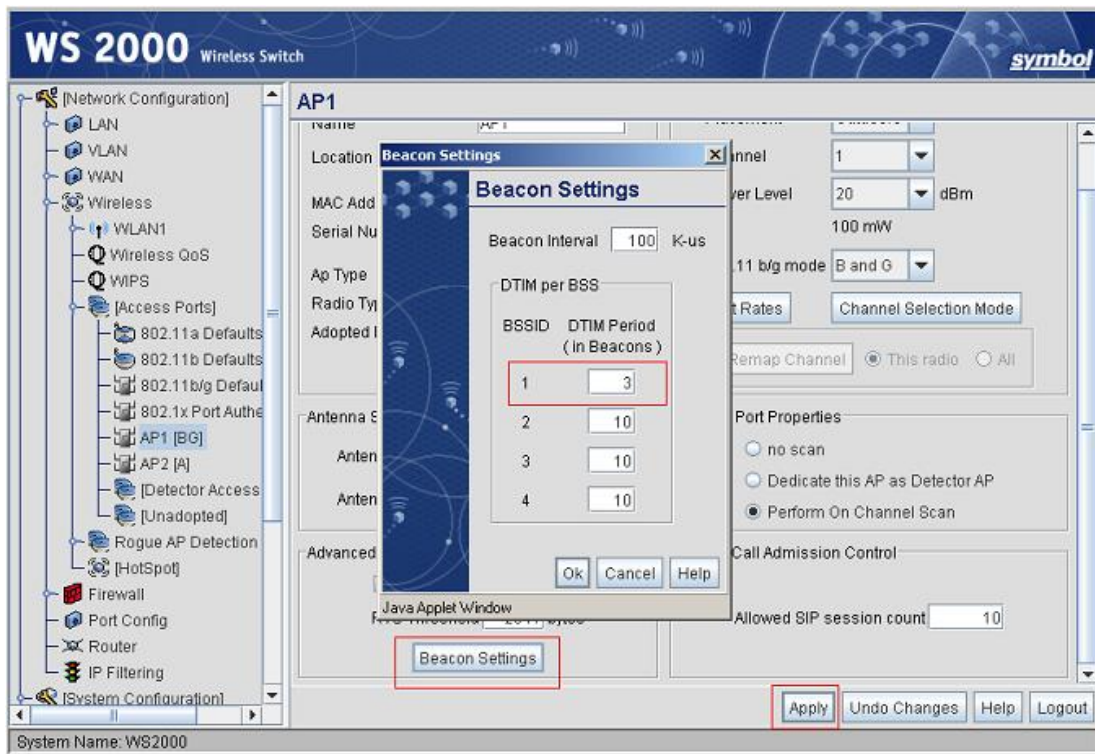 WS 2000 Wireless Switch
symbol
[Network Configuration]
LAN
VLAN
WAN
Wireless
WLAN1
Wireless QoS
WIPS
[Access Ports]
802.11a Defaults
802.11b Defaults
802.11b/g Defaul
802.1x Port Authe
AP1 [BG]
AP2 [A]
[Detector Access
[Unadopted]
Rogue AP Detection
[HotSpot]
Firewall
Port Config
Router
IP Filtering
[System Configuration]
AP1
Name AP1
Location
MAC Add
Serial Nu
Ap Type
Radio Ty
Adopted
Antenna S
Anten
Anten
Advanced
Beacon Settings
Beacon Settings
Beacon Settings
Beacon Interval 100 K-us
DTIM per BSS
BSSID DTIM Period
( in Beacons )
1 3
2 10
3 10
4 10
Ok Cancel Help
Java Applet Window
nnel 1
er Level 20 dBm
100 mW
.11 b/g mode B and G
t Rates Channel Selection Mode
Remap Channel This radio All
Port Properties
no scan
Dedicate this AP as Detector AP
Perform On Channel Scan
Call Admission Control
Allowed SIP session count 10
Apply Undo Changes Help Logout
System Name: WS2000